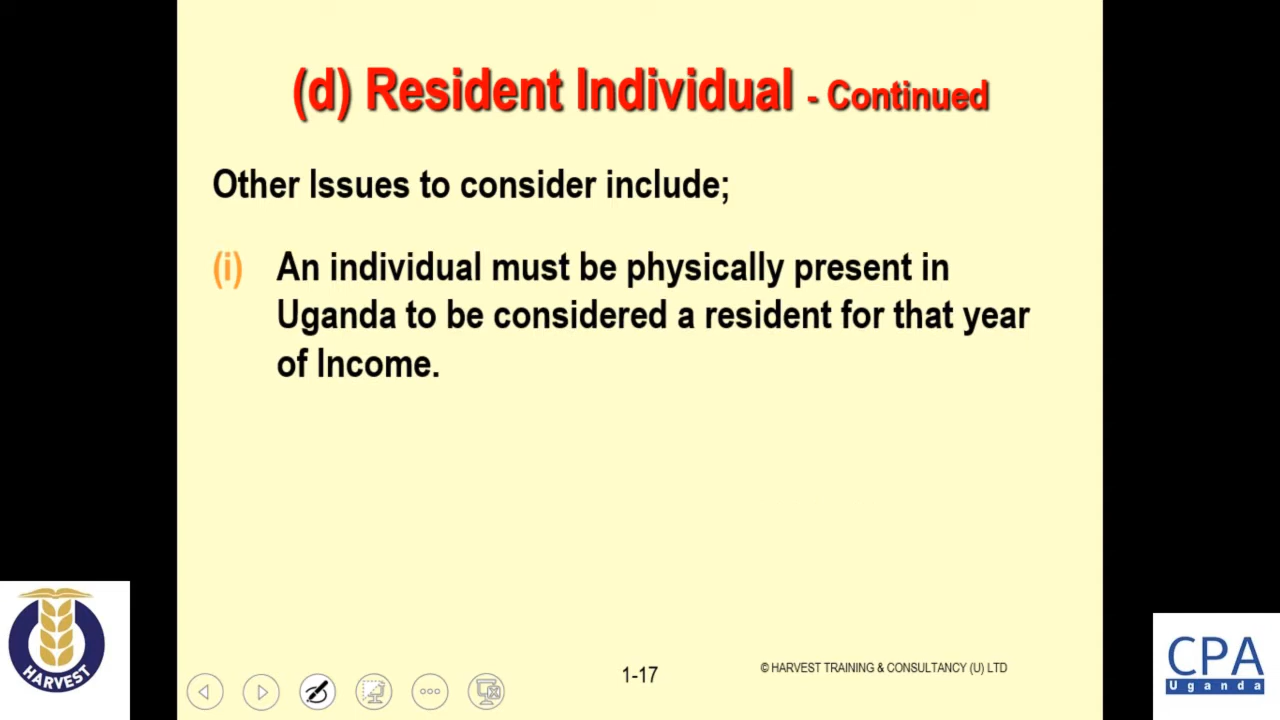 (d) Resident Individual - Continued
Other Issues to consider include;
(i) An individual must be physically present in
Uganda to be considered a resident for that year
of Income.
HARVEST
1-17
© HARVEST TRAINING & CONSULTANCY (U) LTD
CPA
Uganda